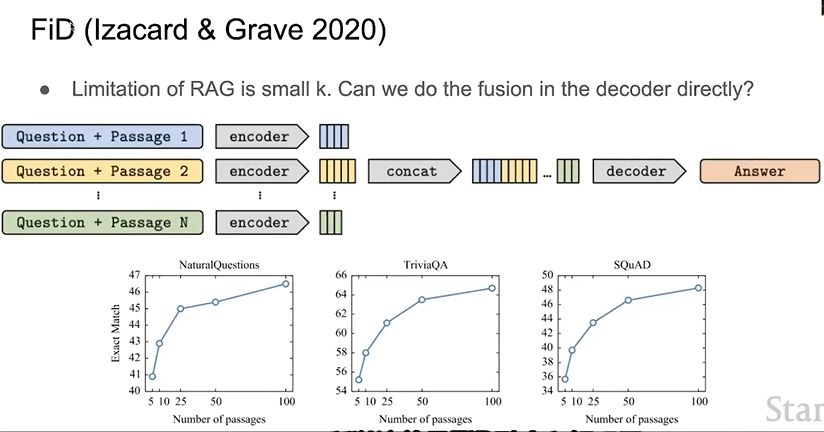 FiD (Izacard & Grave 2020)
● Limitation of RAG is small k. Can we do the fusion in the decoder directly?
Question + Passage 1 encoder
Question + Passage 2 encoder concat ... decoder Answer
Question + Passage N encoder
NaturalQuestions
47
46
45
44
43
42
41
40
Exact Match
5 10 25 50 100
Number of passages
TriviaQA
66
64
62
60
58
56
54
5 10 25 50 100
Number of passages
SQuAD
50
48
46
44
42
40
38
36
34
5 10 25 50 100
Number of passages
Star